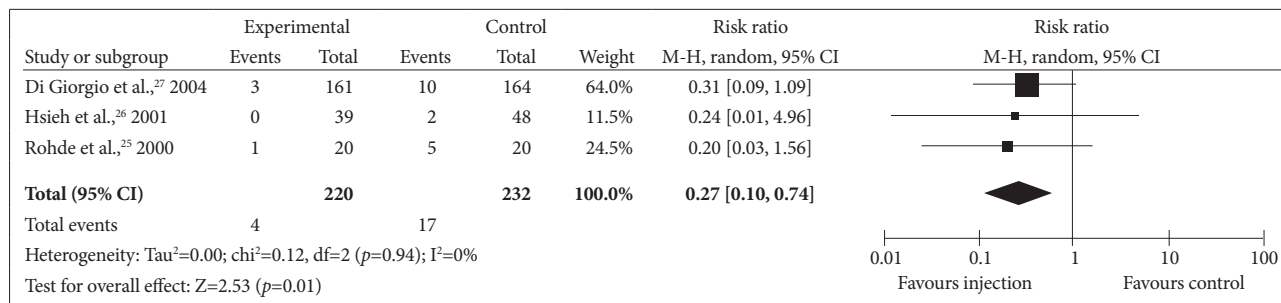 Experimental Control Risk ratio Risk ratio
Study or subgroup Events Total Events Total Weight M-H, random, 95% CI M-H, random, 95% CI
Di Giorgio et al.,²⁷ 2004 3 161 10 164 64.0% 0.31 [0.09, 1.09]
Hsieh et al.,²⁶ 2001 0 39 2 48 11.5% 0.24 [0.01, 4.96]
Rohde et al.,²⁵ 2000 1 20 5 20 24.5% 0.20 [0.03, 1.56]
Total (95% CI) 220 232 100.0% 0.27 [0.10, 0.74]
Total events 4 17
Heterogeneity: Tau²=0.00; chi²=0.12, df=2 (p=0.94); I²=0%
0.01 0.1 1 10 100
Test for overall effect: Z=2.53 (p=0.01) Favours injection Favours control